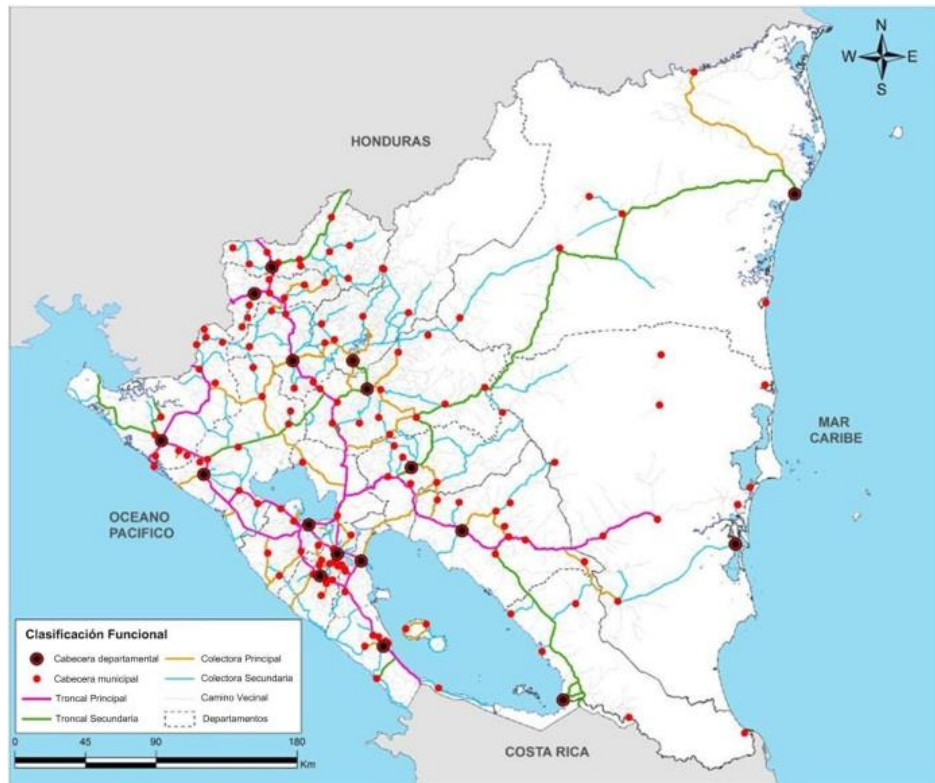 N
W E
S
HONDURAS
MAR
CARIBE
OCEANO
PACIFICO
COSTA RICA
Clasificación Funcional
Cabecera departamental
Cabecera municipal
Troncal Principal
Troncal Secundaria
Colectora Principal
Colectora Secundaria
Camino Vecinal
Departamentos
0 45 90 180
Km